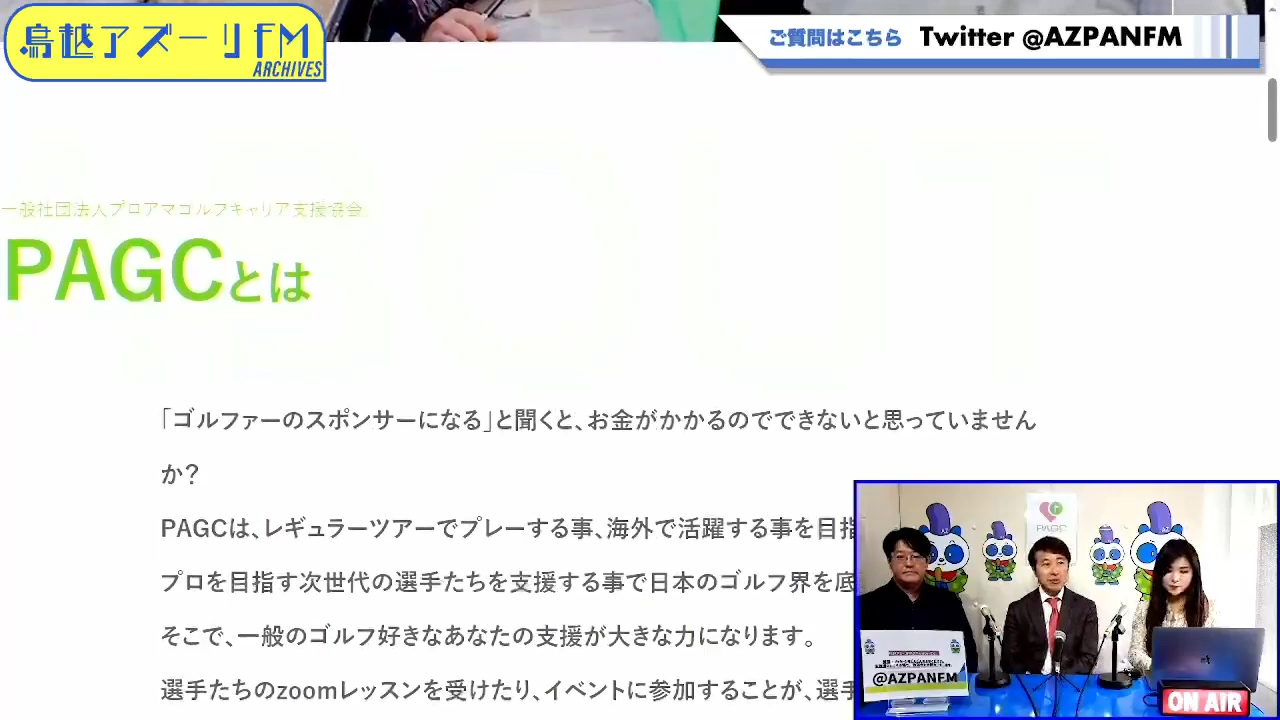 鳥越アズーリFM
ARCHIVES
ご質問はこちら Twitter @AZPANFM
一般社団法人プロアマゴルフキャリア支援協会
PAGCとは
「ゴルファーのスポンサーになる」と聞くと、お金がかかるのでできないと思っていません
か?
PAGCは、レギュラーツアーでプレーする事、海外で活躍する事を目指
プロを目指す次世代の選手たちを支援する事で日本のゴルフ界を底
そこで、一般のゴルフ好きなあなたの支援が大きな力になります。
選手たちのzoomレッスンを受けたり、イベントに参加することが、選手
PAGC
@AZPANFM
ON AIR